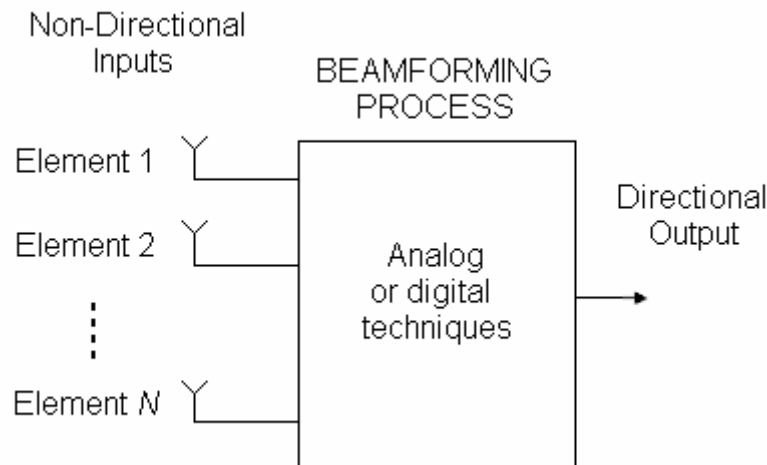 Non-Directional
Inputs
BEAMFORMING
PROCESS
Element 1
Element 2
Element N
Analog
or digital
techniques
Directional
Output